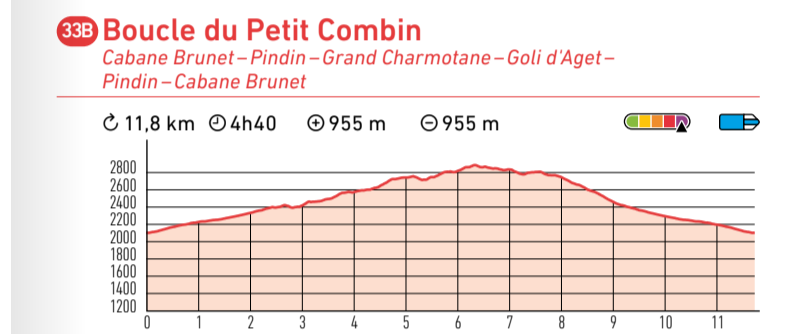 33B Boucle du Petit Combin
Cabane Brunet – Pindin – Grand Charmotane – Goli d'Aget –
Pindin – Cabane Brunet
11,8 km 4h40 955 m 955 m
2800
2600
2400
2200
2000
1800
1600
1400
1200
0 1 2 3 4 5 6 7 8 9 10 11